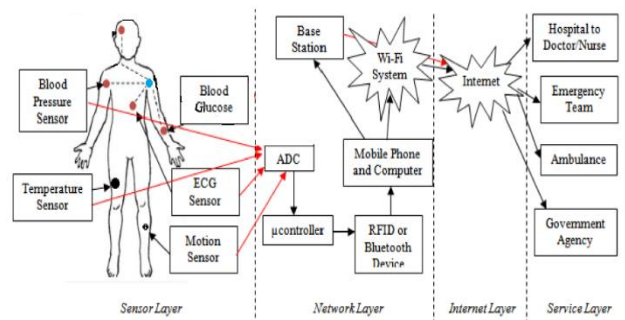 Blood
Pressure
Sensor
Blood
Glucose
Temperature
Sensor
ECG
Sensor
Motion
Sensor
Sensor Layer
Base
Station
Wi-Fi
System
ADC
Mobile Phone
and Computer
µcontroller
RFID or
Bluetooth
Device
Network Layer
Internet
Internet Layer
Hospital to
Doctor/Nurse
Emergency
Team
Ambulance
Government
Agency
Service Layer